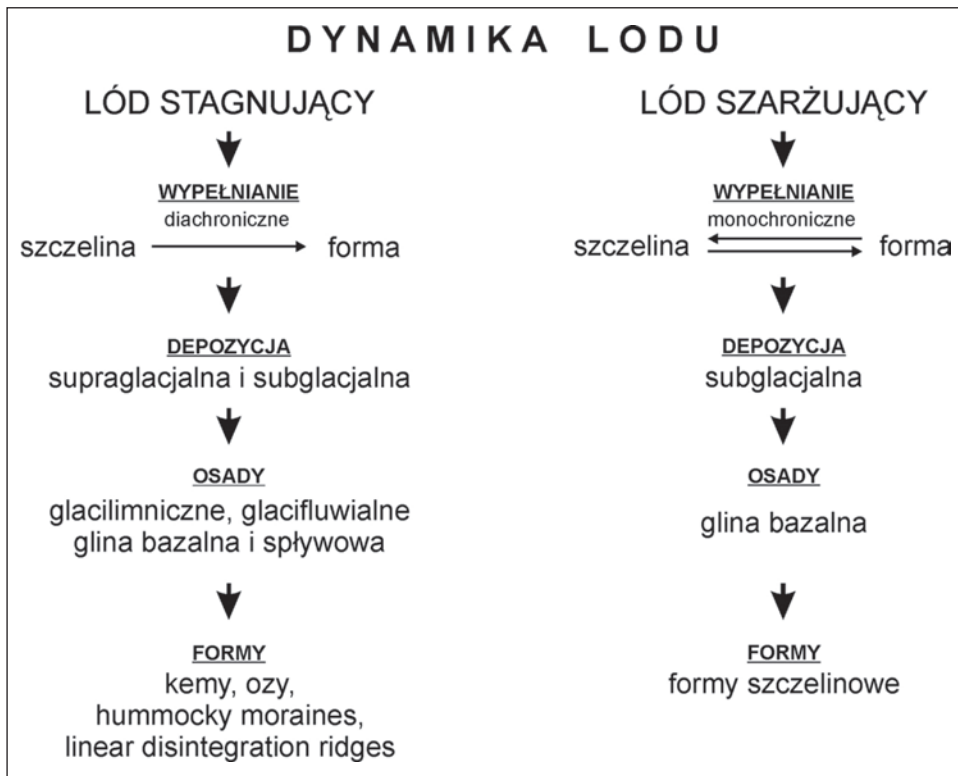 DYNAMIKA LODU
LÓD STAGNUJĄCY
WYPEŁNIANIE
diachroniczne
szczelina forma
DEPOZYCJA
supraglacjalna i subglacjalna
OSADY
glacilimniczne, glacifluwialne
glina bazalna i spływowa
FORMY
kemy, ozy,
hummocky moraines,
linear disintegration ridges
LÓD SZARŻUJĄCY
WYPEŁNIANIE
monochroniczne
szczelina forma
DEPOZYCJA
subglacjalna
OSADY
glina bazalna
FORMY
formy szczelinowe